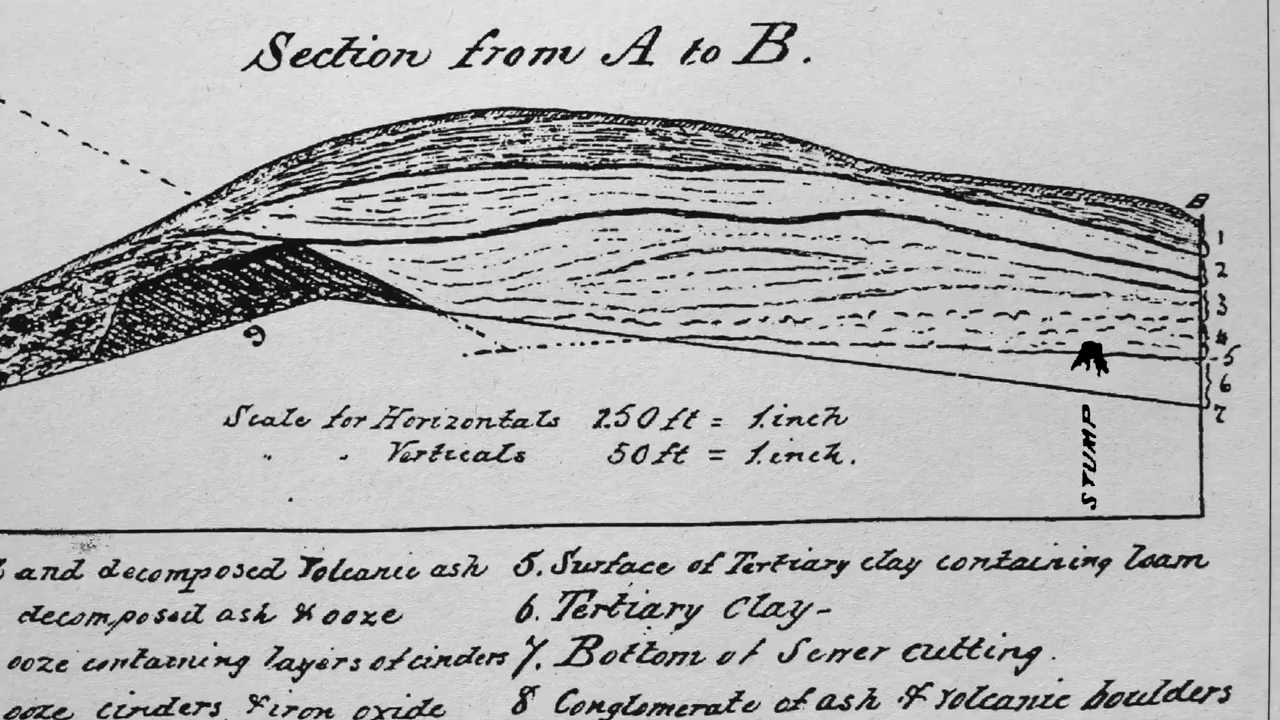 Section from A to B.
B
1
2
3
4
5
6
7
9
STUMP
Scale for Horizontals 150 ft = 1.inch
" " Verticals 50 ft = 1.inch.
and decomposed Volcanic ash
decomposed ash & ooze
ooze containing layers of cinders
ooze cinders & iron oxide
5. Surface of Tertiary clay containing loam
6. Tertiary Clay-
7. Bottom of Sewer cutting.
8 Conglomerate of ash & Volcanic boulders